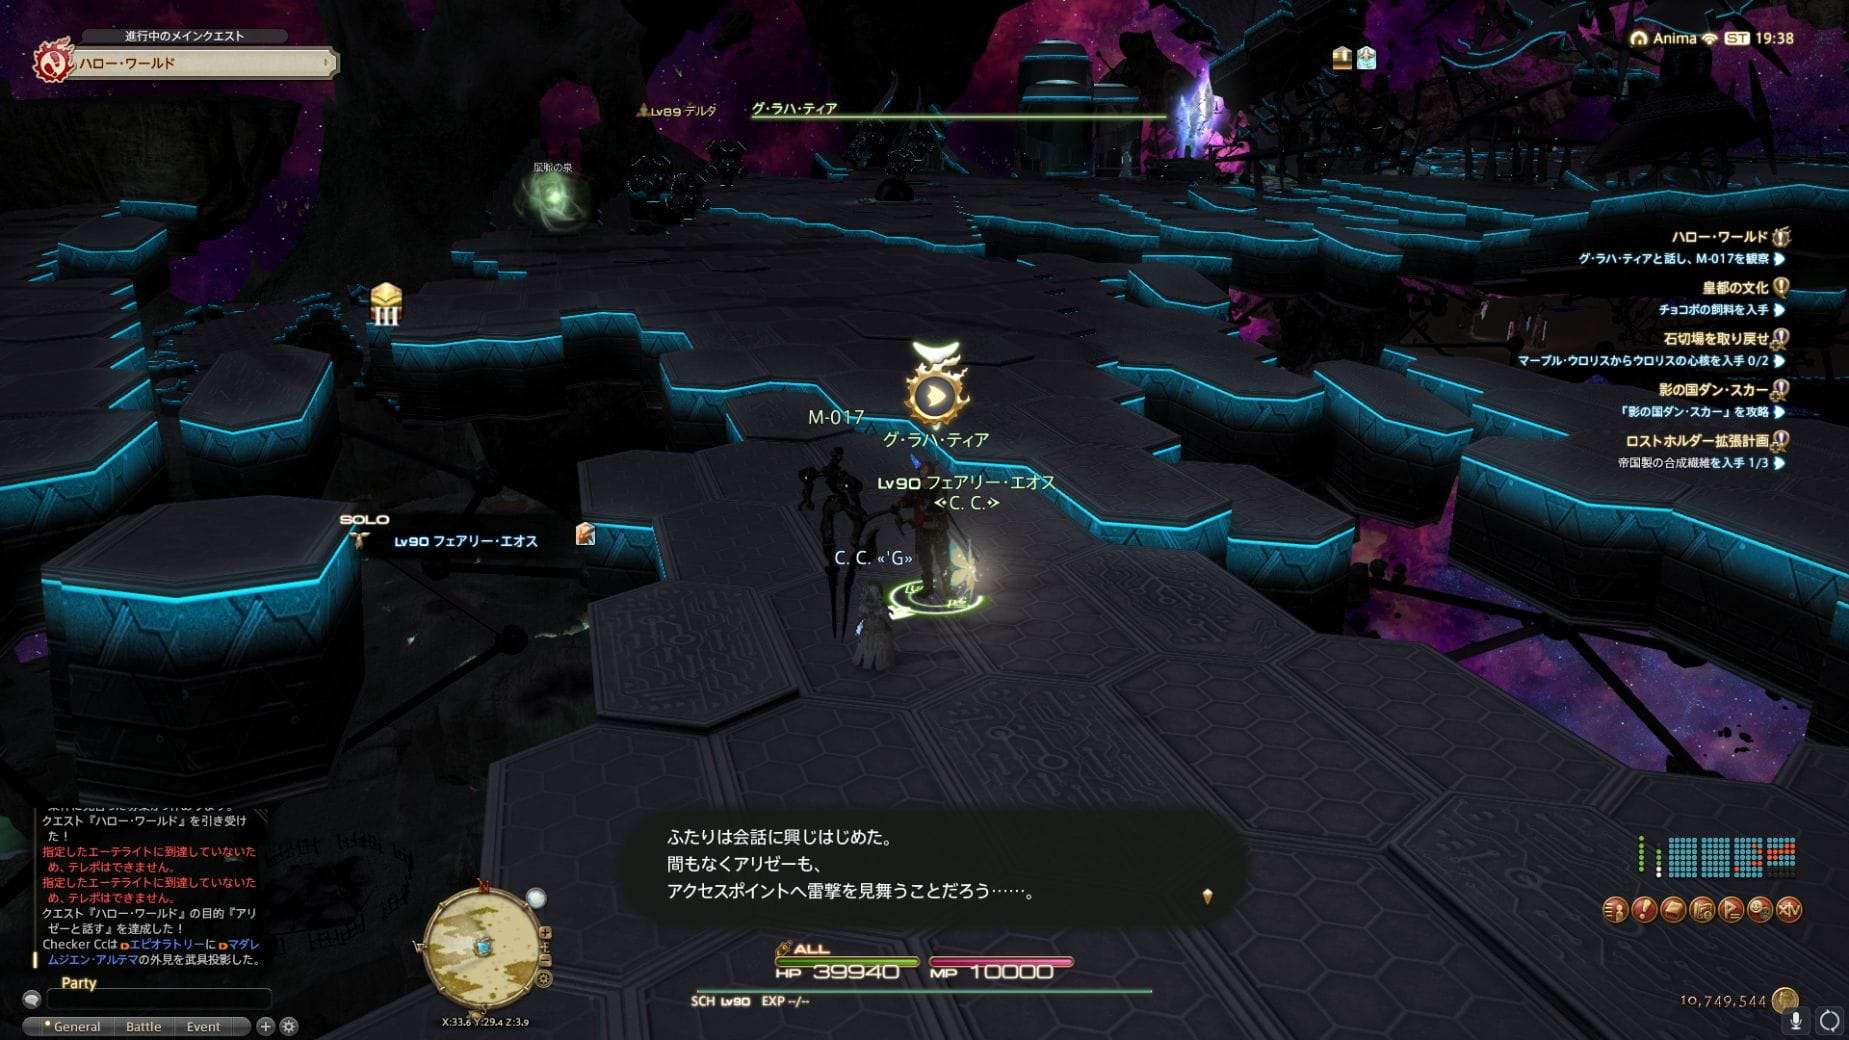 進行中のメインクエスト
ハロー・ワールド
Anima ST 19:38
Lv89 デルタ
グ・ラハ・ティア
風脈の泉
ハロー・ワールド
グ・ラハ・ティアと話し、M-017を観察
皇都の文化
チョコボの飼料を入手
石切場を取り戻せ
マーブル・ウロリスからウロリスの心核を入手 0/2
影の国ダン・スカー
『影の国ダン・スカー』を攻略
ロストホルダー拡張計画
帝国製の合成繊維を入手 1/3
M-017
グ・ラハ・ティア
Lv90 フェアリー・エオス
«C. C.»
C. C. «'G»
SOLO
Lv90 フェアリー・エオス
クエスト『ハロー・ワールド』を引き受け
た！
指定したエーテライトに到達していないた
め、テレポはできません。
指定したエーテライトに到達していないた
め、テレポはできません。
クエスト『ハロー・ワールド』の目的『アリ
ゼーと話す』を達成した！
Checker Ccは エピオラトリーに マダレ
ムジエン・アルテマの外見を武具投影した。
Party
General Battle Event
ふたりは会話に興じはじめた。
間もなくアリゼーも、
アクセスポイントへ雷撃を見舞うことだろう……。
N
W
X:33.6 Y:29.4 Z:3.9
ALL
HP 39940 MP 10000
SCH Lv90 EXP --/--
XIV
10,749,544